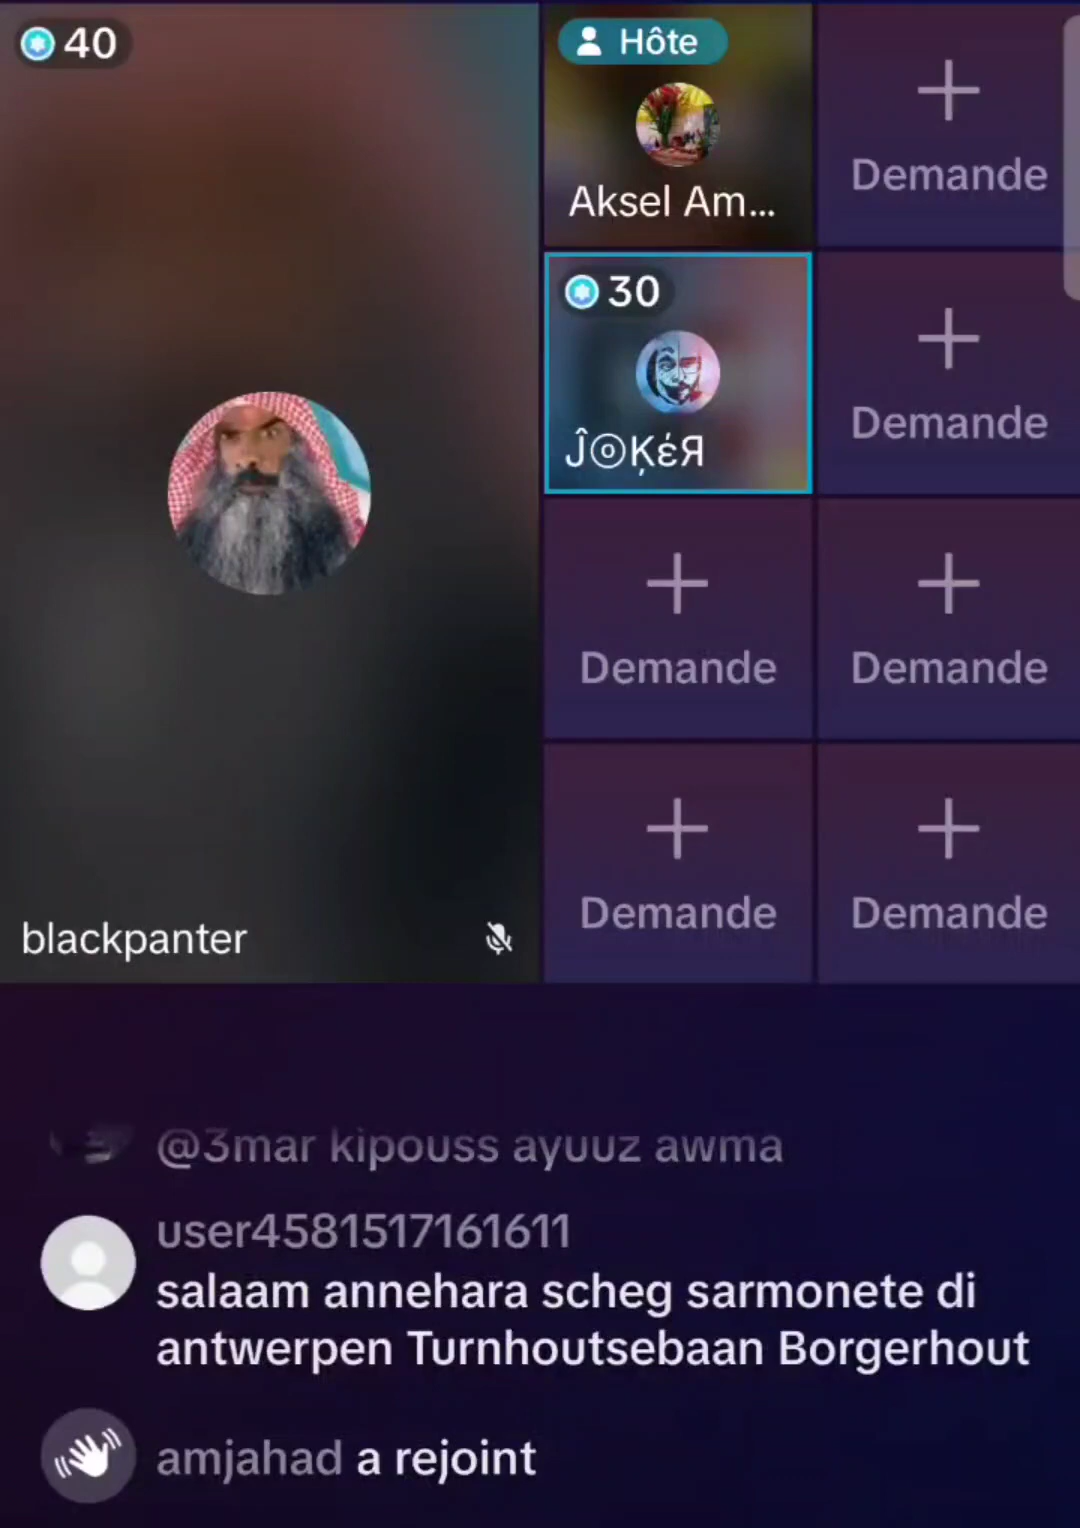 40
Hôte
Aksel Am...
Demande
30
Ĵ⊙Ķέя
Demande
Demande
Demande
Demande
Demande
blackpanter
@3mar kipouss ayuuz awma
user4581517161611
salaam annehara scheg sarmonete di
antwerpen Turnhoutsebaan Borgerhout
amjahad a rejoint